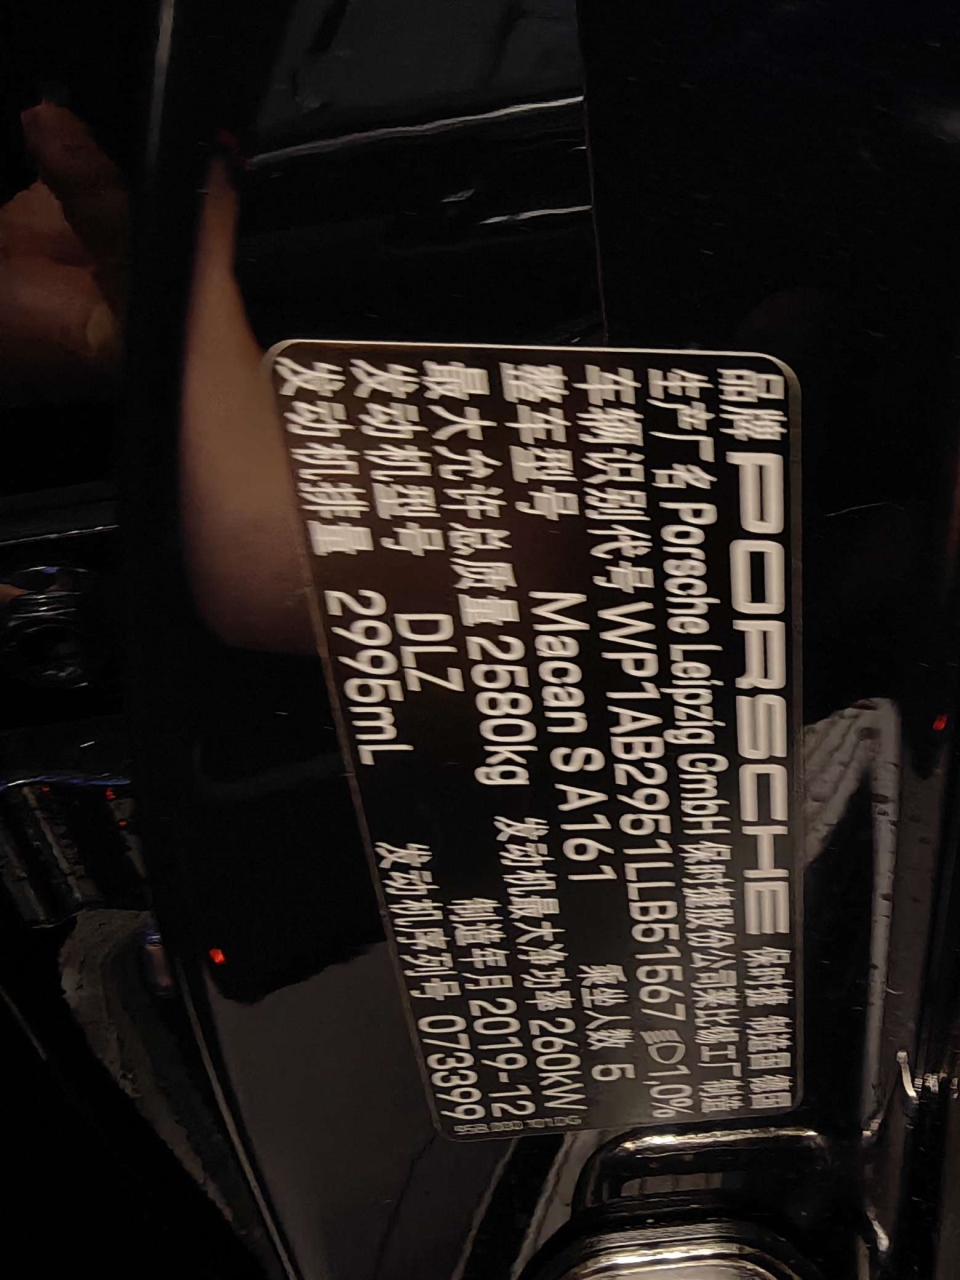 品牌 PORSCHE 保时捷 制造国 德国
生产厂名 Porsche Leipzig GmbH 保时捷股份公司莱比锡工厂制造
车辆识别代号 WP1AB2951LLB51567 1,0%
整车型号 Macan S A161 乘坐人数 5
最大允许总质量 2580kg 发动机最大净功率 260kW
发动机型号 DLZ 制造年月 2019-12
发动机排量 2995mL 发动机序列号 073399